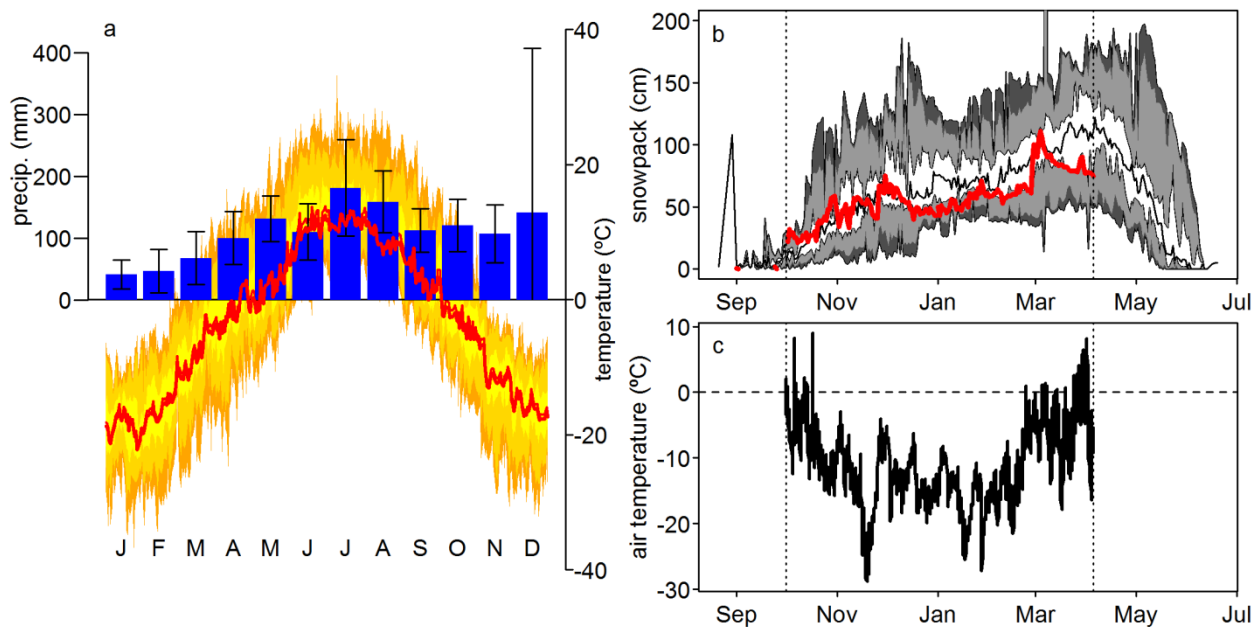 a
precip. (mm)
400
300
200
100
0
40
20
0
-20
-40
temperature (ºC)
J F M A M J J A S O N D
b
snowpack (cm)
200
150
100
50
0
Sep Nov Jan Mar May Jul
c
air temperature (ºC)
10
0
-10
-20
-30
Sep Nov Jan Mar May Jul